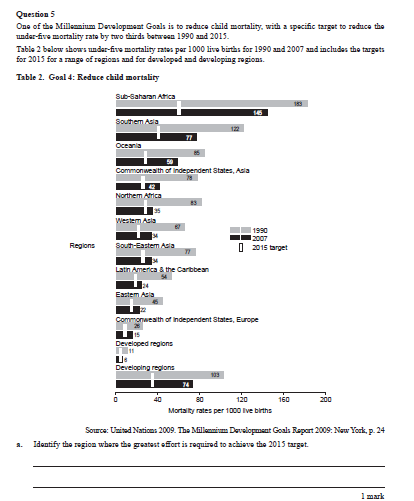 Question 5
One of the Millennium Development Goals is to reduce child mortality, with a specific target to reduce the
under-five mortality rate by two thirds between 1990 and 2015.
Table 2 below shows under-five mortality rates per 1000 live births for 1990 and 2007 and includes the targets
for 2015 for a range of regions and for developed and developing regions.
Table 2. Goal 4: Reduce child mortality
Sub-Saharan Africa
183
145
Southern Asia
122
77
Oceania
85
59
Commonwealth of Independent States, Asia
78
42
Northern Africa
83
35
Western Asia
67
34
1990
2007
2015 target
Regions
South-Eastern Asia
77
34
Latin America & the Caribbean
54
24
Eastern Asia
45
22
Commonwealth of Independent States, Europe
26
15
Developed regions
11
6
Developing regions
103
74
0 40 80 120 160 200
Mortality rates per 1000 live births
Source: United Nations 2009. The Millennium Development Goals Report 2009: New York, p. 24
a. Identify the region where the greatest effort is required to achieve the 2015 target.
1 mark